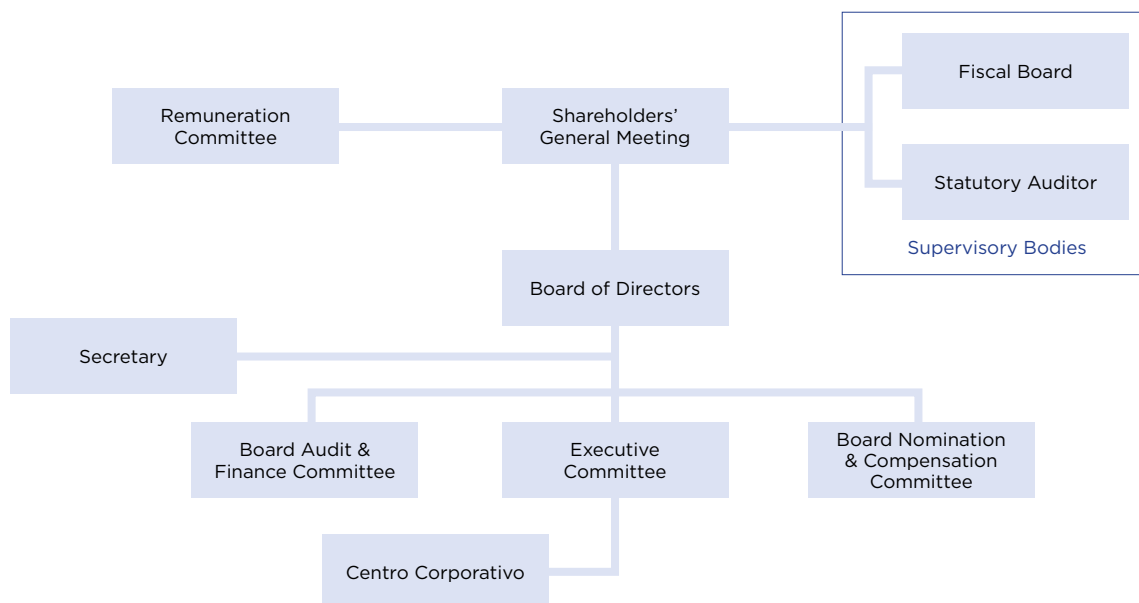 Fiscal Board
Remuneration
Committee
Shareholders’
General Meeting
Statutory Auditor
Supervisory Bodies
Board of Directors
Secretary
Board Audit &
Finance Committee
Executive
Committee
Board Nomination
& Compensation
Committee
Centro Corporativo